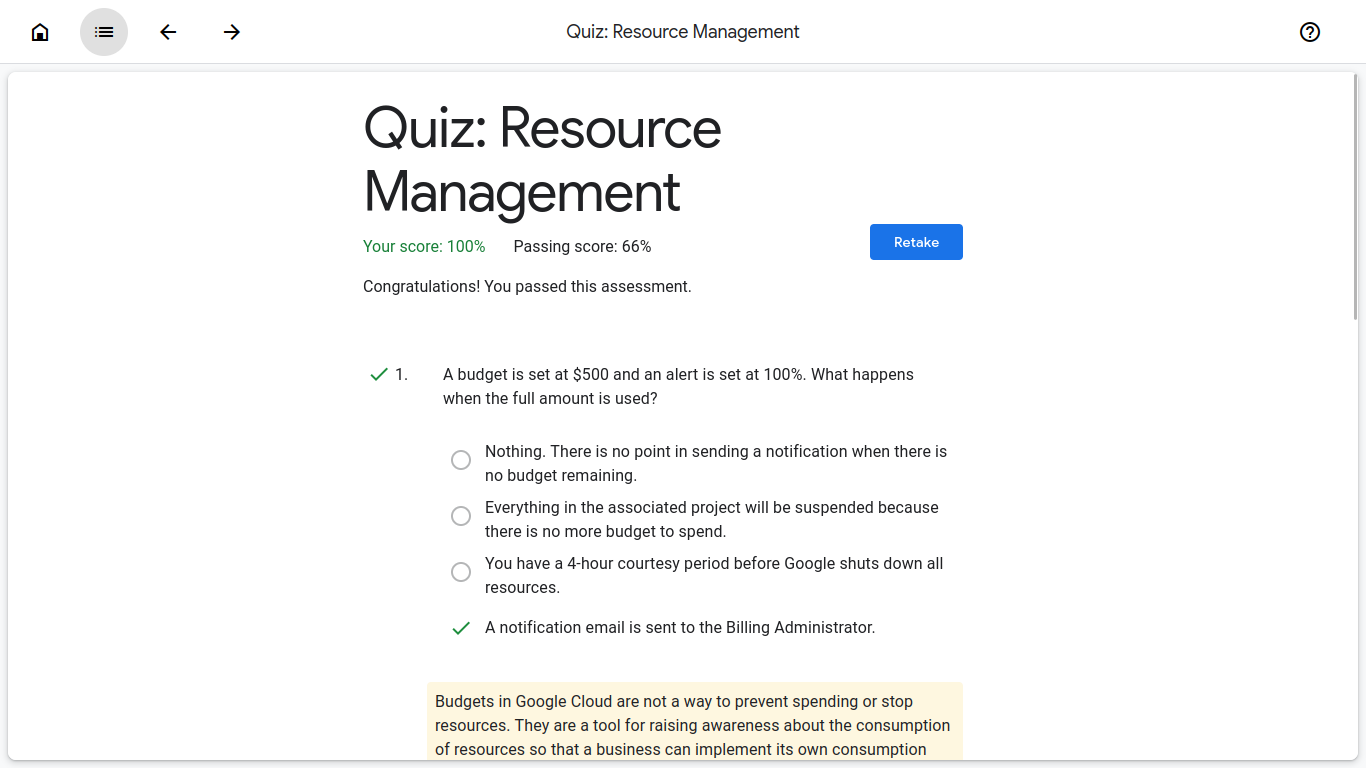 Quiz: Resource Management
Quiz: Resource
Management
Your score: 100% Passing score: 66%
Retake
Congratulations! You passed this assessment.
1. A budget is set at $500 and an alert is set at 100%. What happens
when the full amount is used?
Nothing. There is no point in sending a notification when there is
no budget remaining.
Everything in the associated project will be suspended because
there is no more budget to spend.
You have a 4-hour courtesy period before Google shuts down all
resources.
A notification email is sent to the Billing Administrator.
Budgets in Google Cloud are not a way to prevent spending or stop
resources. They are a tool for raising awareness about the consumption
of resources so that a business can implement its own consumption